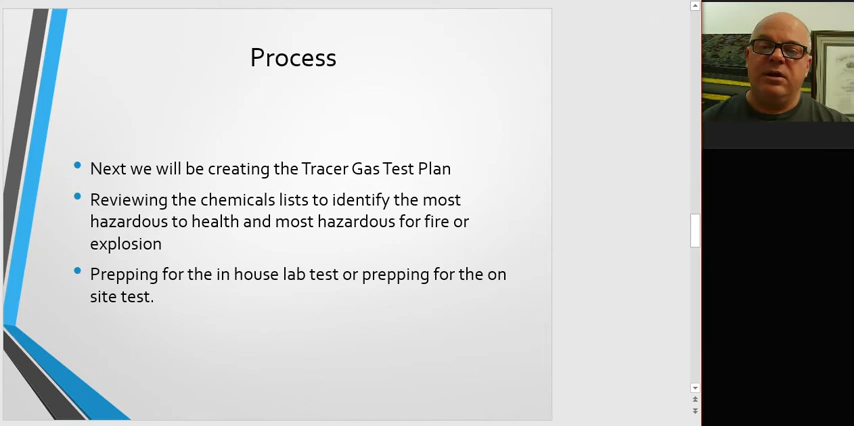 Process
Next we will be creating the Tracer Gas Test Plan
Reviewing the chemicals lists to identify the most
hazardous to health and most hazardous for fire or
explosion
Prepping for the in house lab test or prepping for the on
site test.